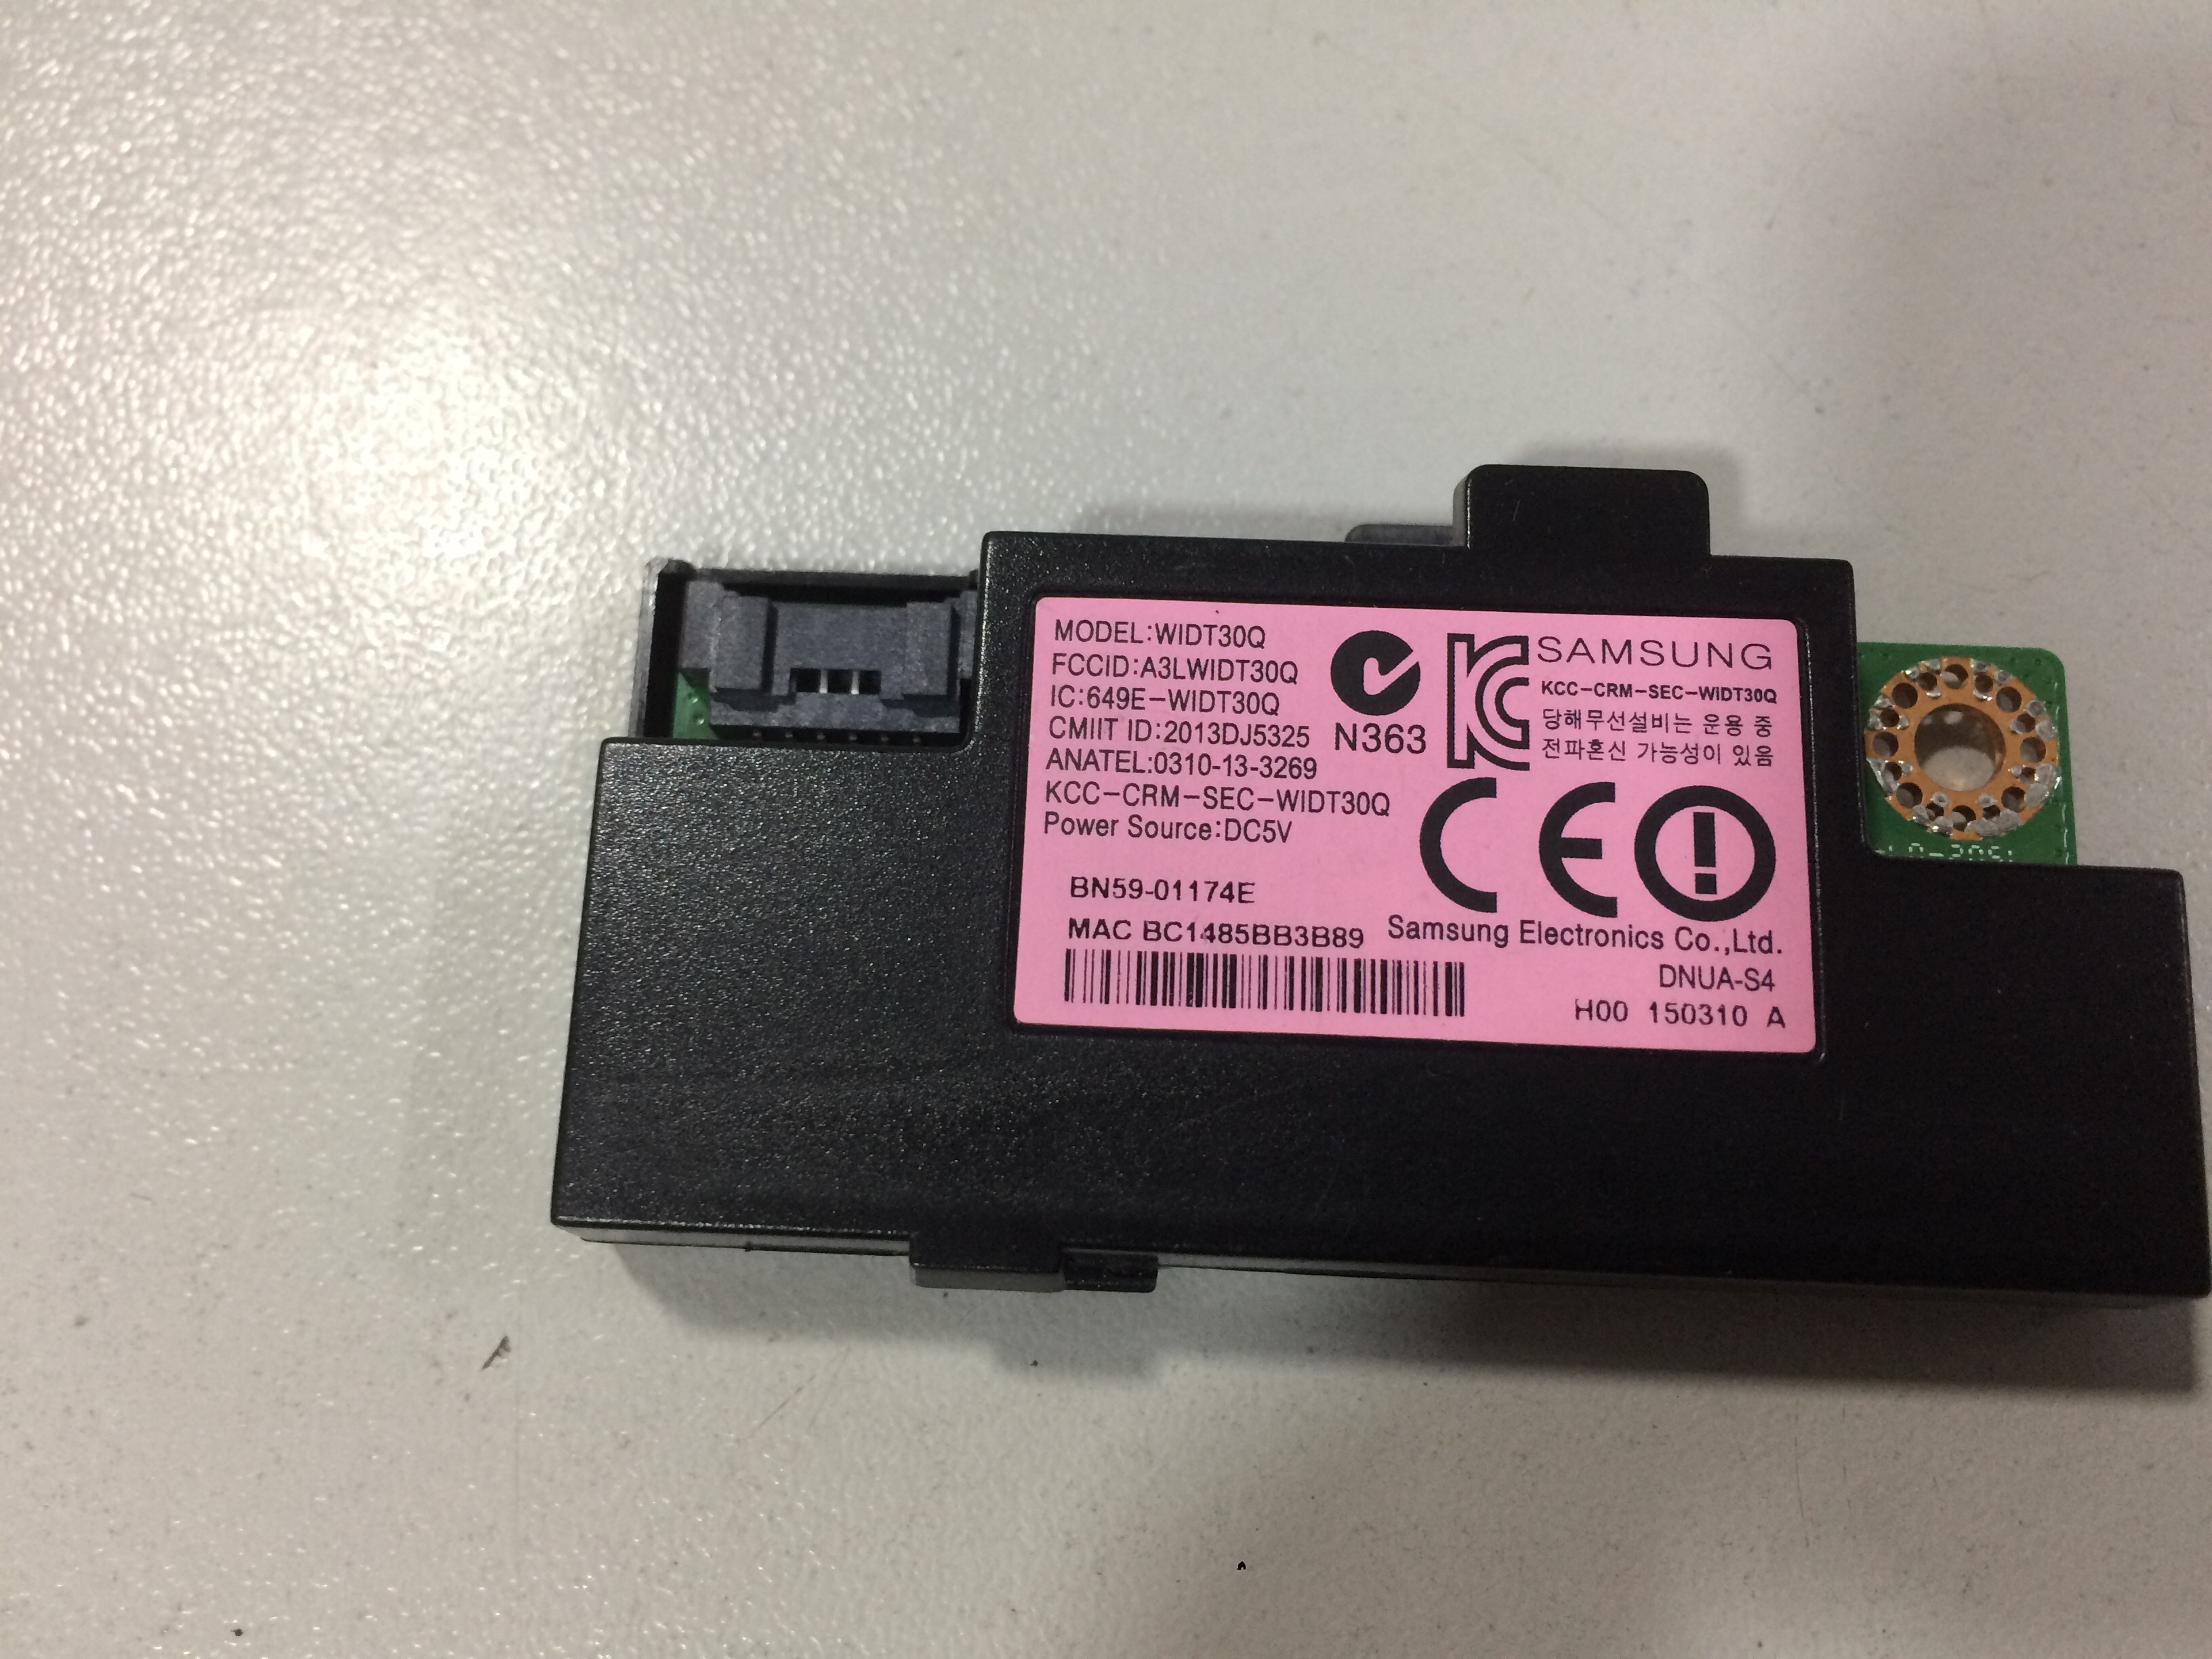 MODEL:WIDT30Q
FCCID:A3LWIDT30Q
IC:649E-WIDT30Q
CMIIT ID:2013DJ5325
ANATEL:0310-13-3269
KCC-CRM-SEC-WIDT30Q
Power Source:DC5V
N363
SAMSUNG
KCC-CRM-SEC-WIDT30Q
당해무선설비는 운용 중
전파혼신 가능성이 있음
CE
BN59-01174E
MAC BC1485BB3B89
Samsung Electronics Co.,Ltd.
DNUA-S4
H00 150310 A